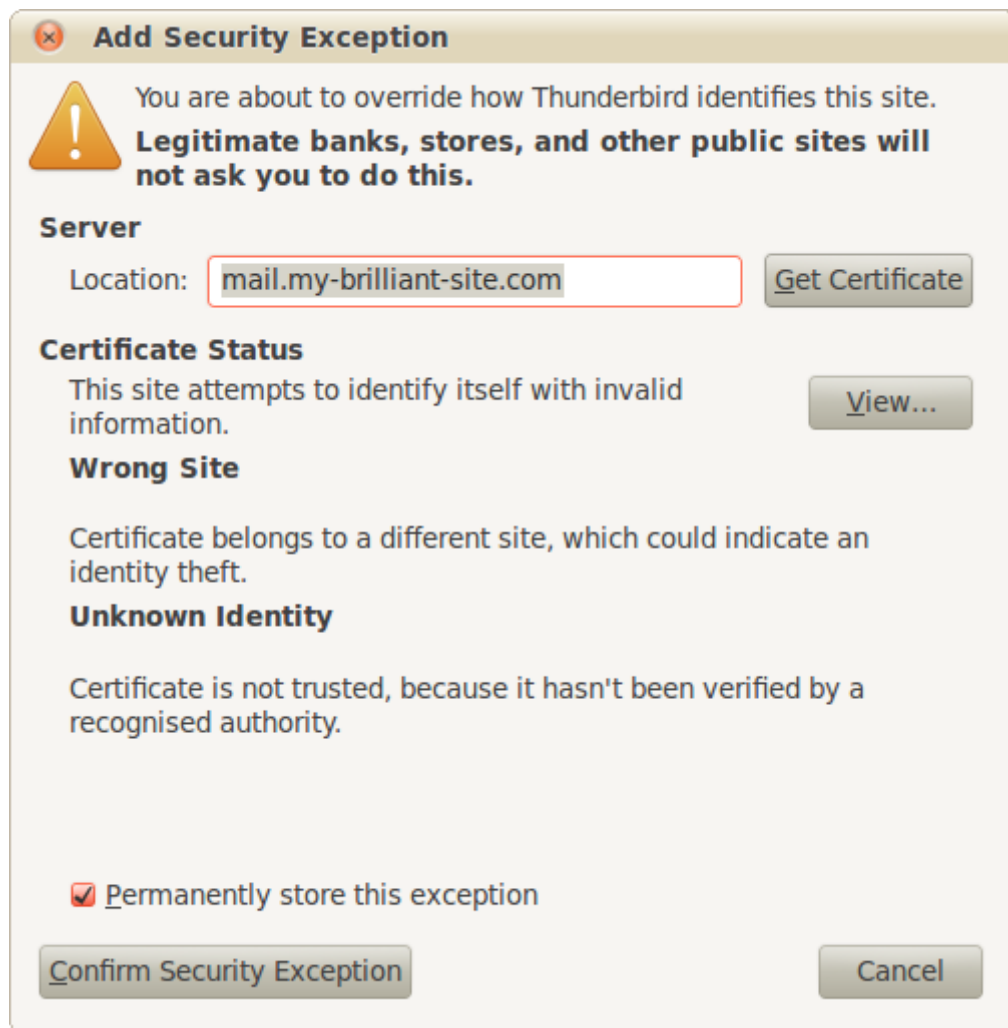 Add Security Exception
You are about to override how Thunderbird identifies this site.
Legitimate banks, stores, and other public sites will
not ask you to do this.
Server
Location: mail.my-brilliant-site.com Get Certificate
Certificate Status
This site attempts to identify itself with invalid
information.
View...
Wrong Site
Certificate belongs to a different site, which could indicate an
identity theft.
Unknown Identity
Certificate is not trusted, because it hasn't been verified by a
recognised authority.
Permanently store this exception
Confirm Security Exception Cancel